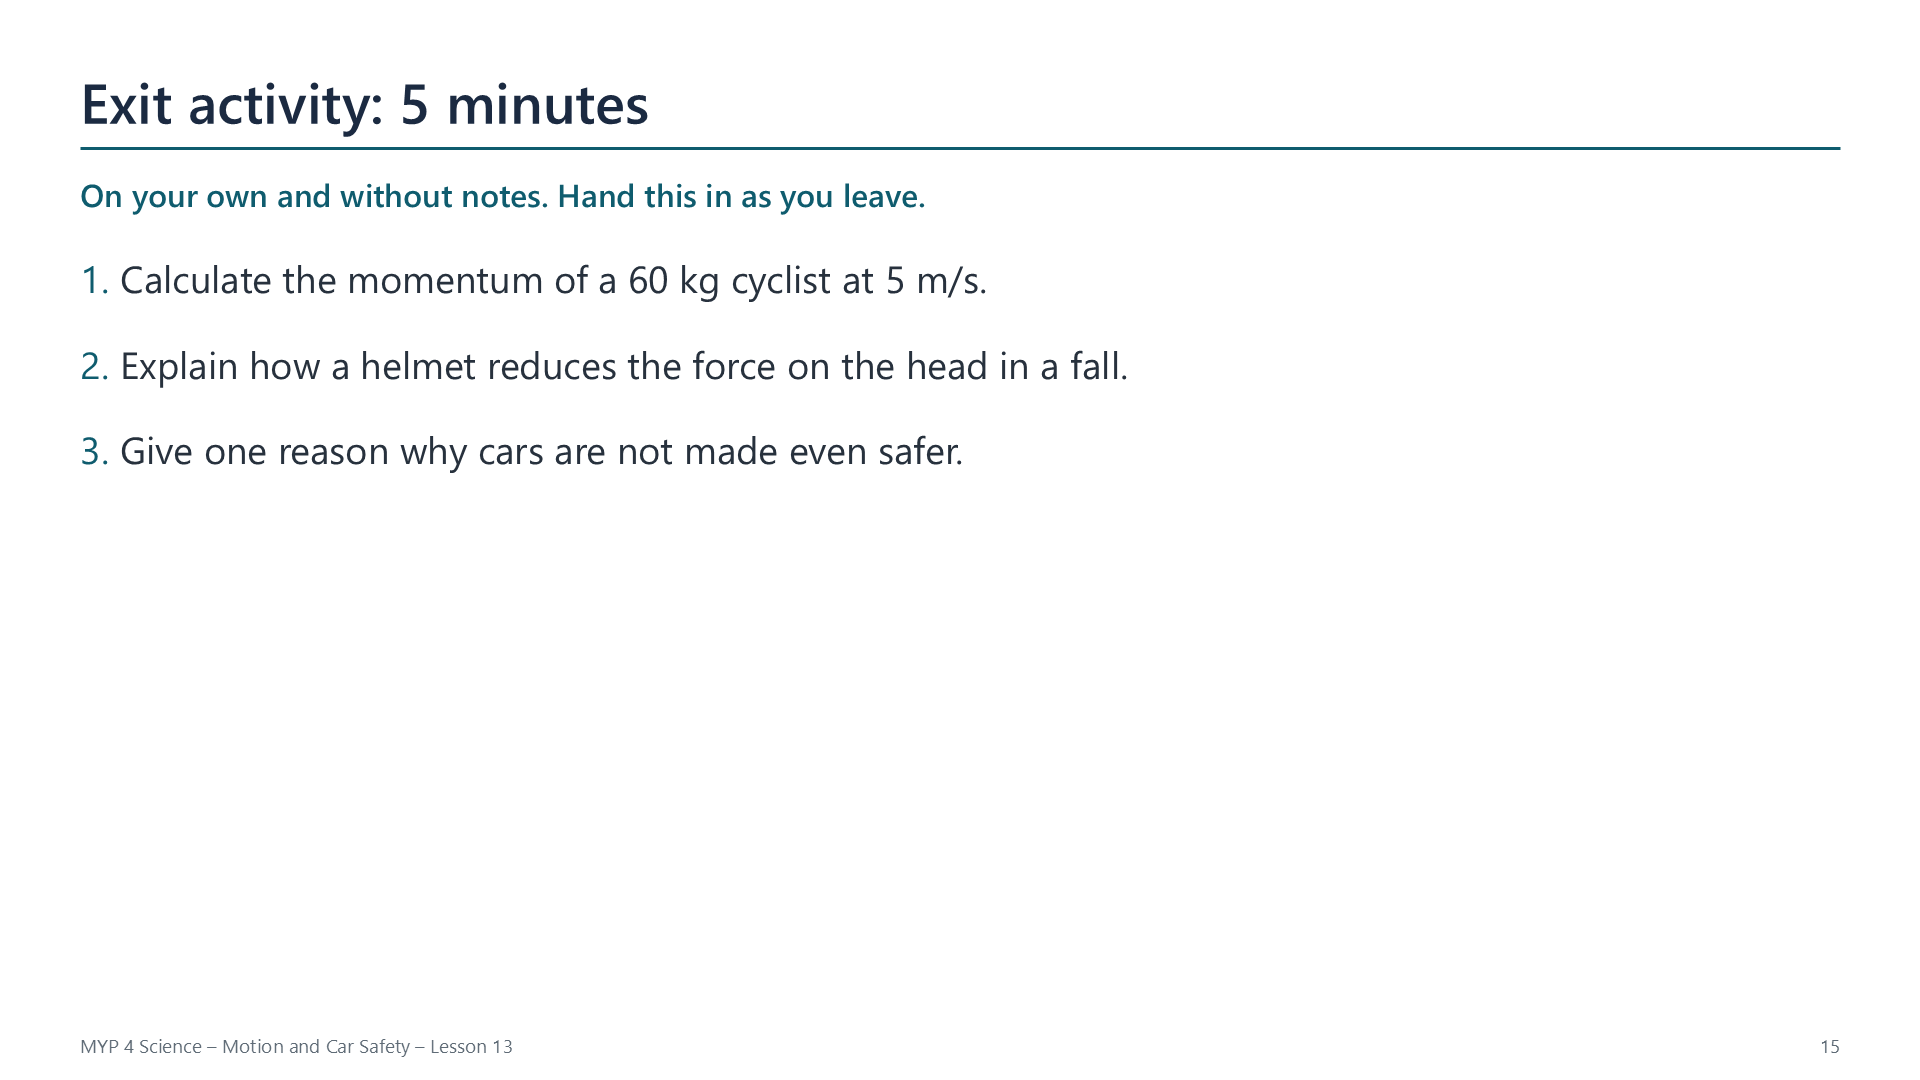 Exit activity: 5 minutes
On your own and without notes. Hand this in as you leave.
1. Calculate the momentum of a 60 kg cyclist at 5 m/s.
2. Explain how a helmet reduces the force on the head in a fall.
3. Give one reason why cars are not made even safer.
MYP 4 Science – Motion and Car Safety – Lesson 13
15